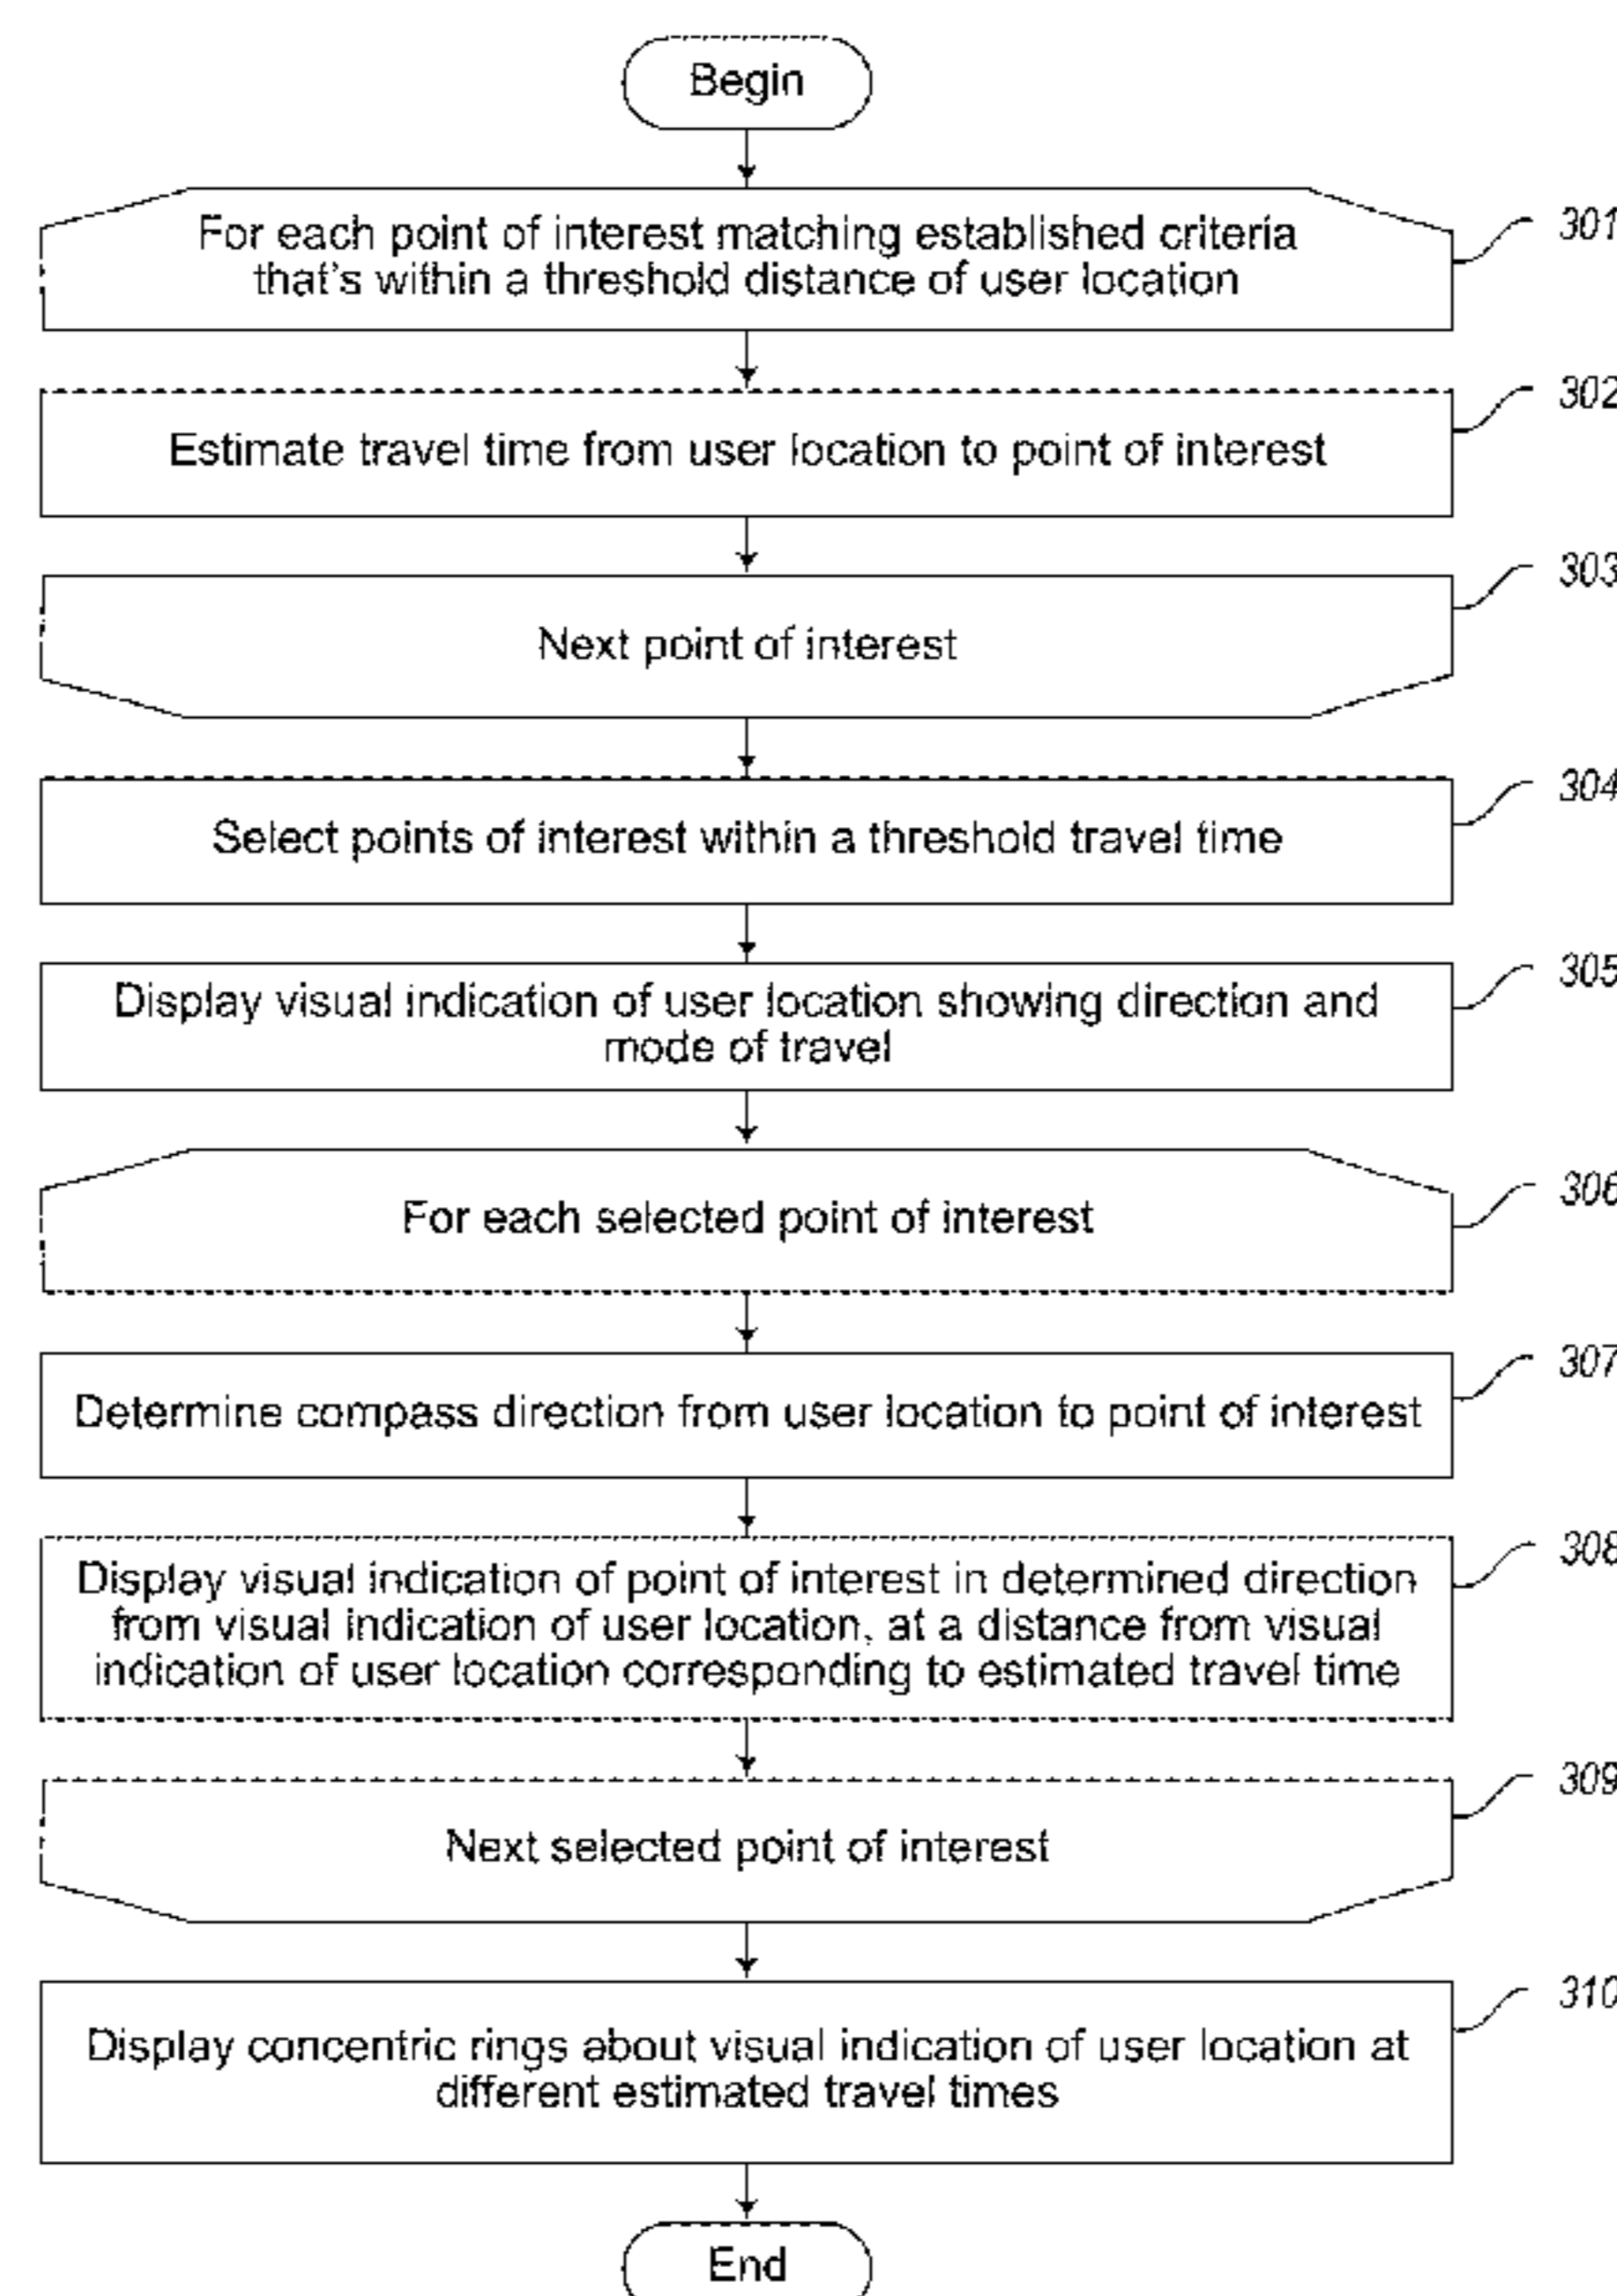 Begin
For each point of interest matching established criteria
that's within a threshold distance of user location
301
Estimate travel time from user location to point of interest
302
Next point of interest
303
Select points of interest within a threshold travel time
304
Display visual indication of user location showing direction and
mode of travel
305
For each selected point of interest
306
Determine compass direction from user location to point of interest
307
Display visual indication of point of interest in determined direction
from visual indication of user location, at a distance from visual
indication of user location corresponding to estimated travel time
308
Next selected point of interest
309
Display concentric rings about visual indication of user location at
different estimated travel times
310
End